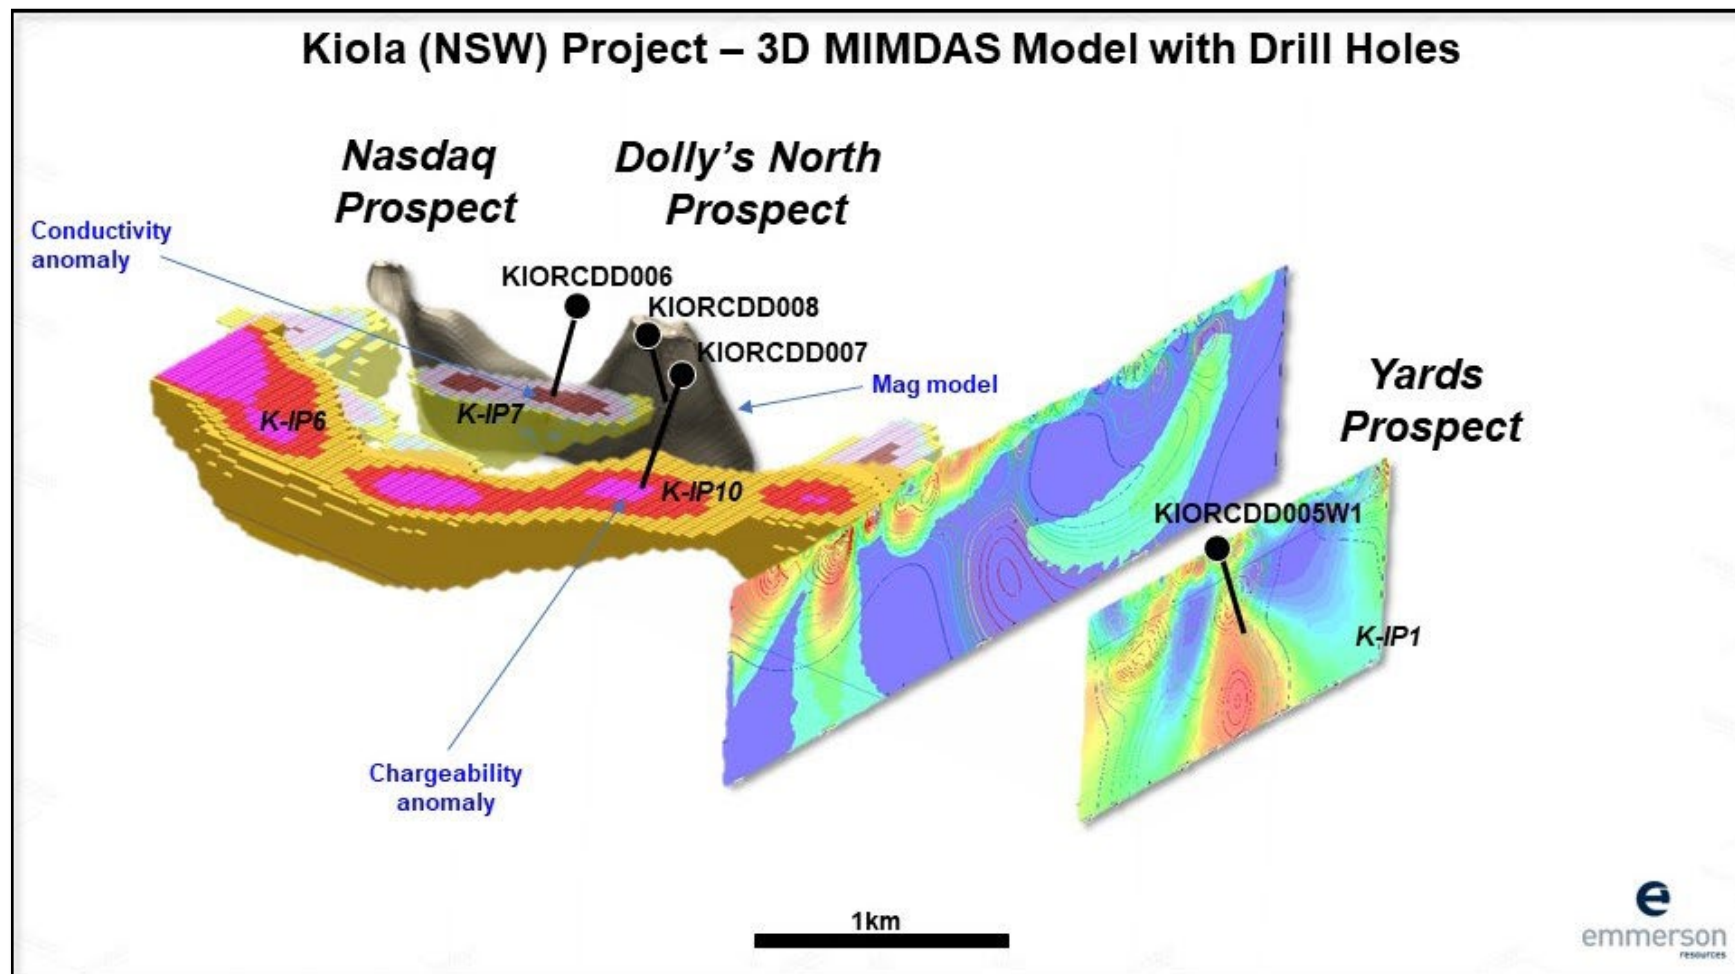 Kiola (NSW) Project – 3D MIMDAS Model with Drill Holes
Nasdaq
Prospect
Dolly's North
Prospect
Conductivity
anomaly
KIORCDD006
KIORCDD008
KIORCDD007
Mag model
Yards
Prospect
K-IP7
K-IP6
K-IP10
KIORCDD005W1
K-IP1
Chargeability
anomaly
1km
e
emmerson
resources